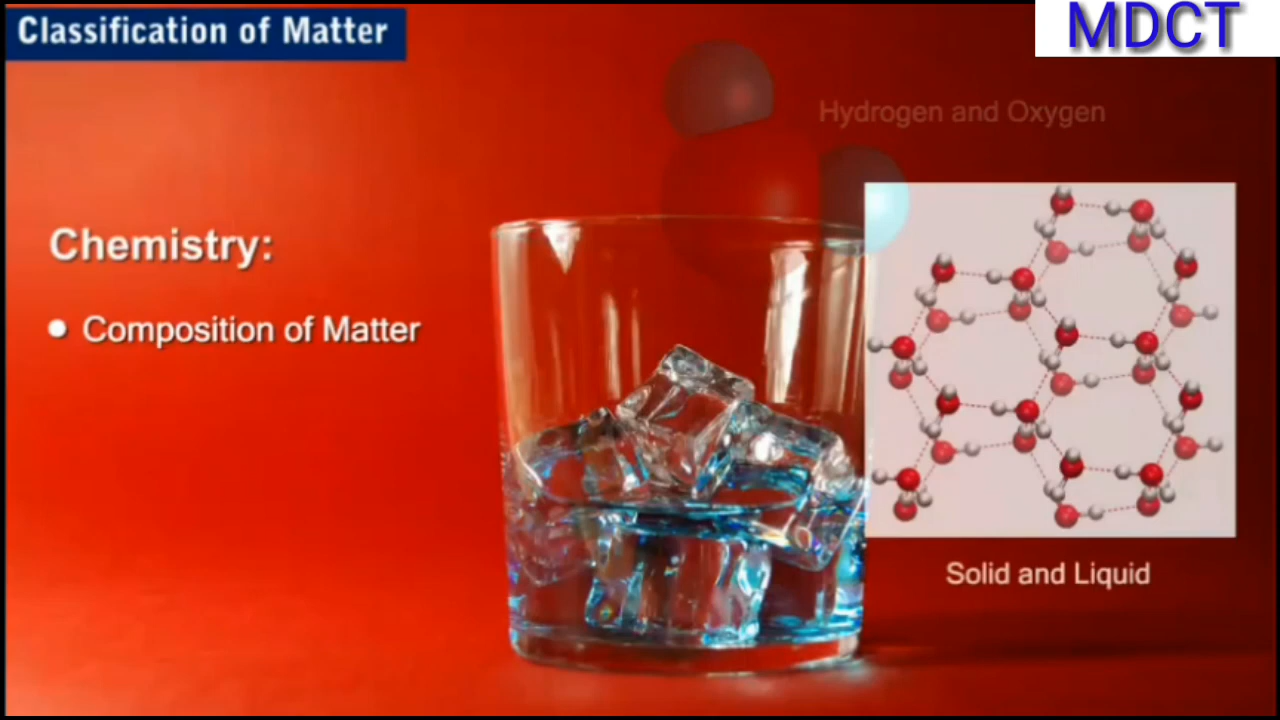 Classification of Matter
MDCT
Hydrogen and Oxygen
Chemistry:
Composition of Matter
Solid and Liquid